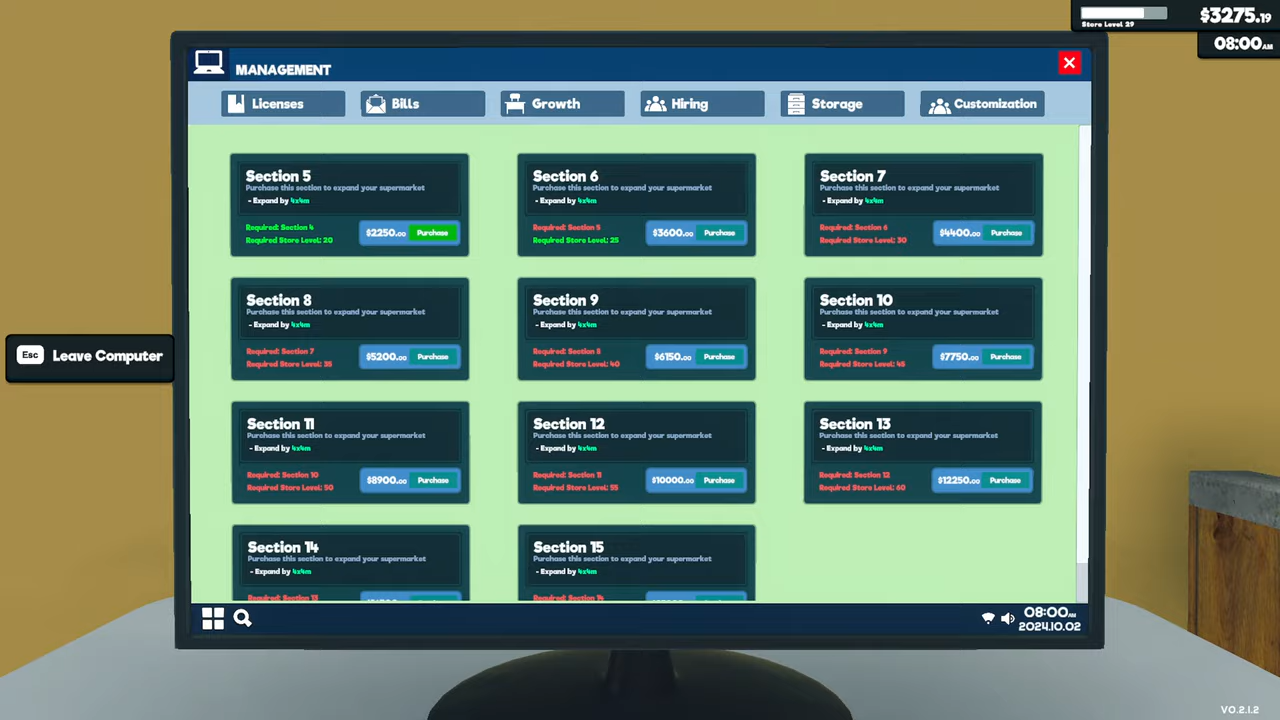 $3275.19
Store Level 29
08:00AM
MANAGEMENT
Licenses
Bills
Growth
Hiring
Storage
Customization
Section 5
Purchase this section to expand your supermarket
- Expand by 4x4m
Required: Section 4
Required Store Level: 20
$2250.00 Purchase
Section 6
Purchase this section to expand your supermarket
- Expand by 4x4m
Required: Section 5
Required Store Level: 25
$3600.00 Purchase
Section 7
Purchase this section to expand your supermarket
- Expand by 4x4m
Required: Section 6
Required Store Level: 30
$4400.00 Purchase
Section 8
Purchase this section to expand your supermarket
- Expand by 4x4m
Required: Section 7
Required Store Level: 35
$5200.00 Purchase
Section 9
Purchase this section to expand your supermarket
- Expand by 4x4m
Required: Section 8
Required Store Level: 40
$6150.00 Purchase
Section 10
Purchase this section to expand your supermarket
- Expand by 4x4m
Required: Section 9
Required Store Level: 45
$7750.00 Purchase
Esc Leave Computer
Section 11
Purchase this section to expand your supermarket
- Expand by 4x4m
Required: Section 10
Required Store Level: 50
$8900.00 Purchase
Section 12
Purchase this section to expand your supermarket
- Expand by 4x4m
Required: Section 11
Required Store Level: 55
$10000.00 Purchase
Section 13
Purchase this section to expand your supermarket
- Expand by 4x4m
Required: Section 12
Required Store Level: 60
$12250.00 Purchase
Section 14
Purchase this section to expand your supermarket
- Expand by 4x4m
Required: Section 13
Section 15
Purchase this section to expand your supermarket
- Expand by 4x4m
Required: Section 14
08:00AM
2024.10.02
V0.2.1.2